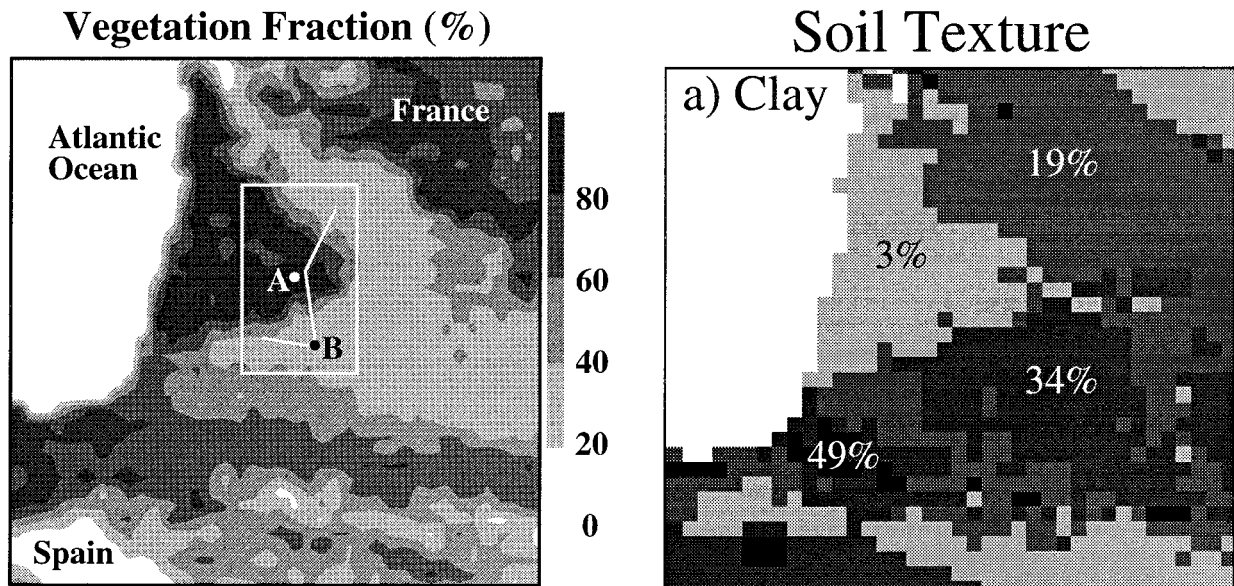 Vegetation Fraction (%)
Atlantic
Ocean
France
A
B
Spain
80
60
40
20
0
Soil Texture
a) Clay
19%
3%
34%
49%